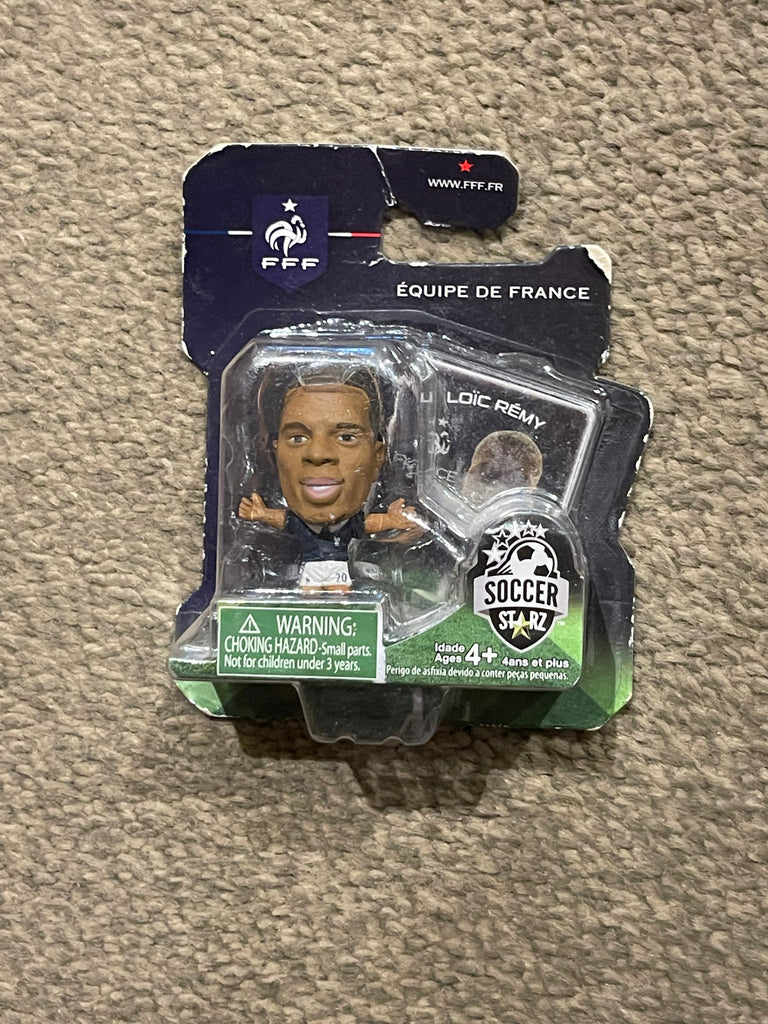 WWW.FFF.FR
FFF
ÉQUIPE DE FRANCE
LOÏC RÉMY
20
SOCCER
STARZ
WARNING:
CHOKING HAZARD-Small parts.
Not for children under 3 years.
Idade
Ages 4+ 4ans et plus
Perigo de asfixia devido a conter peças pequenas.